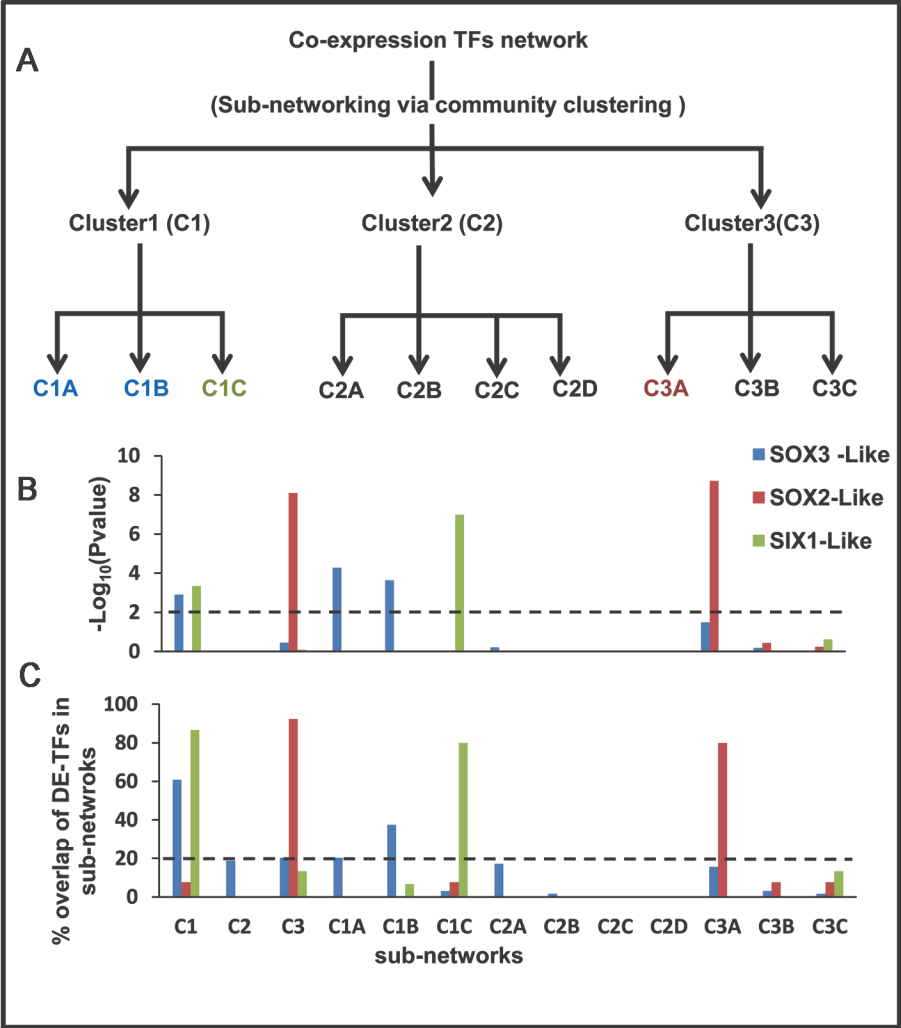 A
Co-expression TFs network
(Sub-networking via community clustering )
Cluster1 (C1) Cluster2 (C2) Cluster3(C3)
C1A C1B C1C C2A C2B C2C C2D C3A C3B C3C
B
-Log10(Pvalue)
10
8
6
4
2
0
SOX3 -Like
SOX2-Like
SIX1-Like
C
% overlap of DE-TFs in
sub-netwroks
100
80
60
40
20
0
C1 C2 C3 C1A C1B C1C C2A C2B C2C C2D C3A C3B C3C
sub-networks